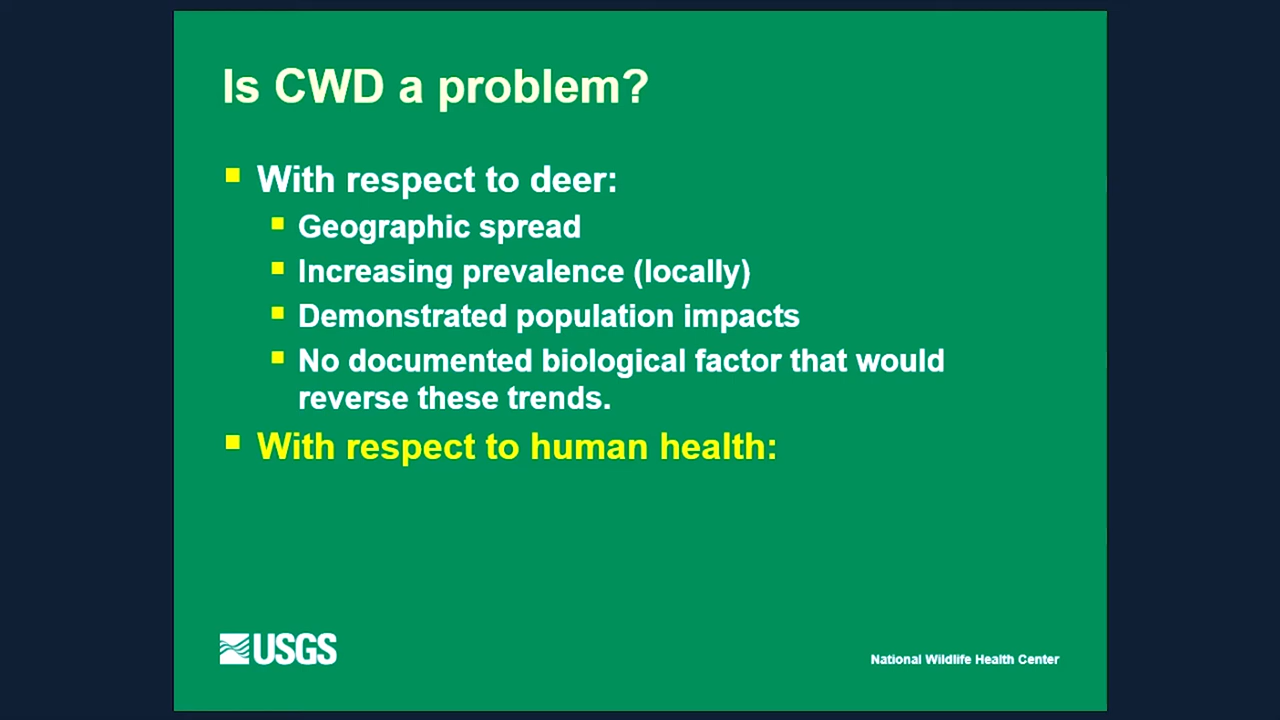 Is CWD a problem?
With respect to deer:
Geographic spread
Increasing prevalence (locally)
Demonstrated population impacts
No documented biological factor that would
reverse these trends.
With respect to human health:
USGS
National Wildlife Health Center